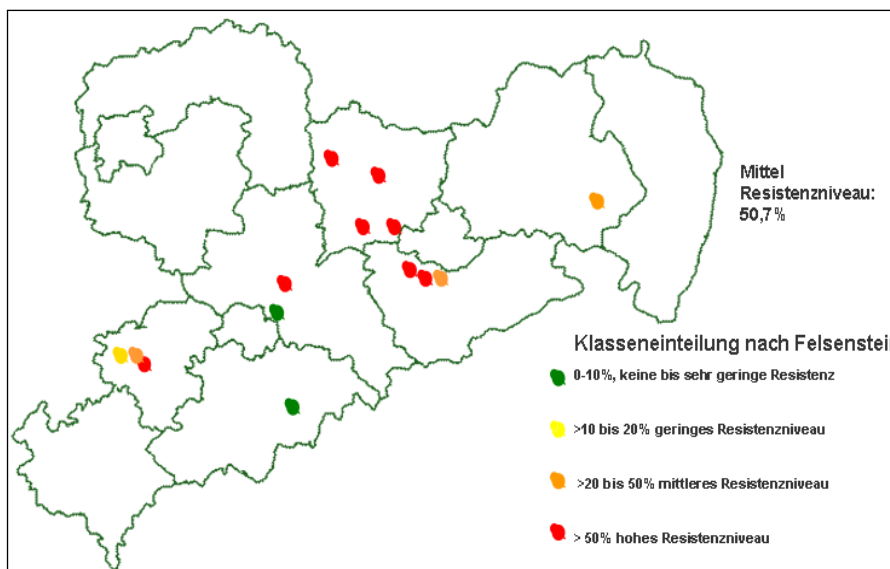 Mittel
Resistenzniveau:
50,7%
Klasseneinteilung nach Felsenstein
0-10%, keine bis sehr geringe Resistenz
>10 bis 20% geringes Resistenzniveau
>20 bis 50% mittleres Resistenzniveau
> 50% hohes Resistenzniveau